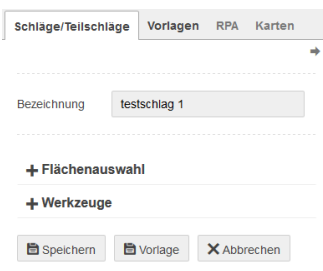 Schläge/Teilschläge Vorlagen RPA Karten
Bezeichnung testschlag 1
Flächenauswahl
Werkzeuge
Speichern Vorlage Abbrechen